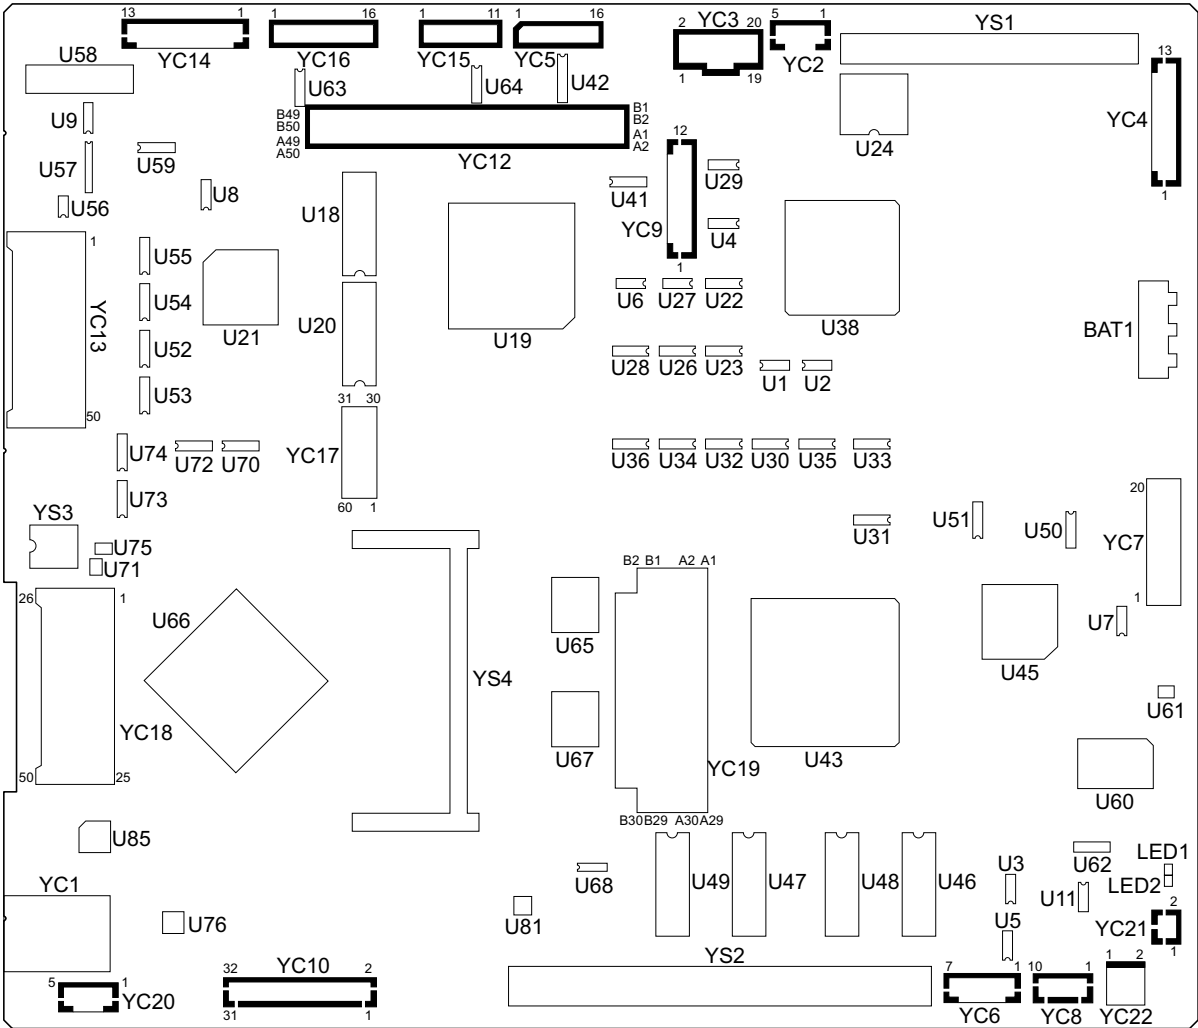 13 1 1 16 1 11 1 16 2 YC3 20 5 1 YS1
U58 YC14 YC16 YC15 YC5 1 19 YC2 13
U63 U64 U42
U9 B49 B1 YC4
B50 B2
A49 A1
A50 YC12 A2 12 U24
U57 U59 U29
U56 U8 U18 U41 1
YC9 U4
1 U55 1
U54 U6 U27 U22
YC13 U21 U20 U19 U38 BAT1
U52 U28 U26 U23 U1 U2
U53 31 30
50
U74 U72 U70 YC17 U36 U34 U32 U30 U35 U33
U73 60 1 20
YS3 U31 U51 U50 YC7
U75
U71 B2 B1 A2 A1
26 1 U66 1
U65 U7
YS4 U45
U61
YC18 U67 YC19 U43
50 25 U60
B30 B29 A30 A29
U85 U62 LED1
U68 U49 U47 U48 U46 U3 LED2
YC1 U11
U76 U81 U5 2
YC21
32 YC10 2 YS2 7 1 10 1 1 2 1
5 1
YC20 31 1 YC6 YC8 YC22